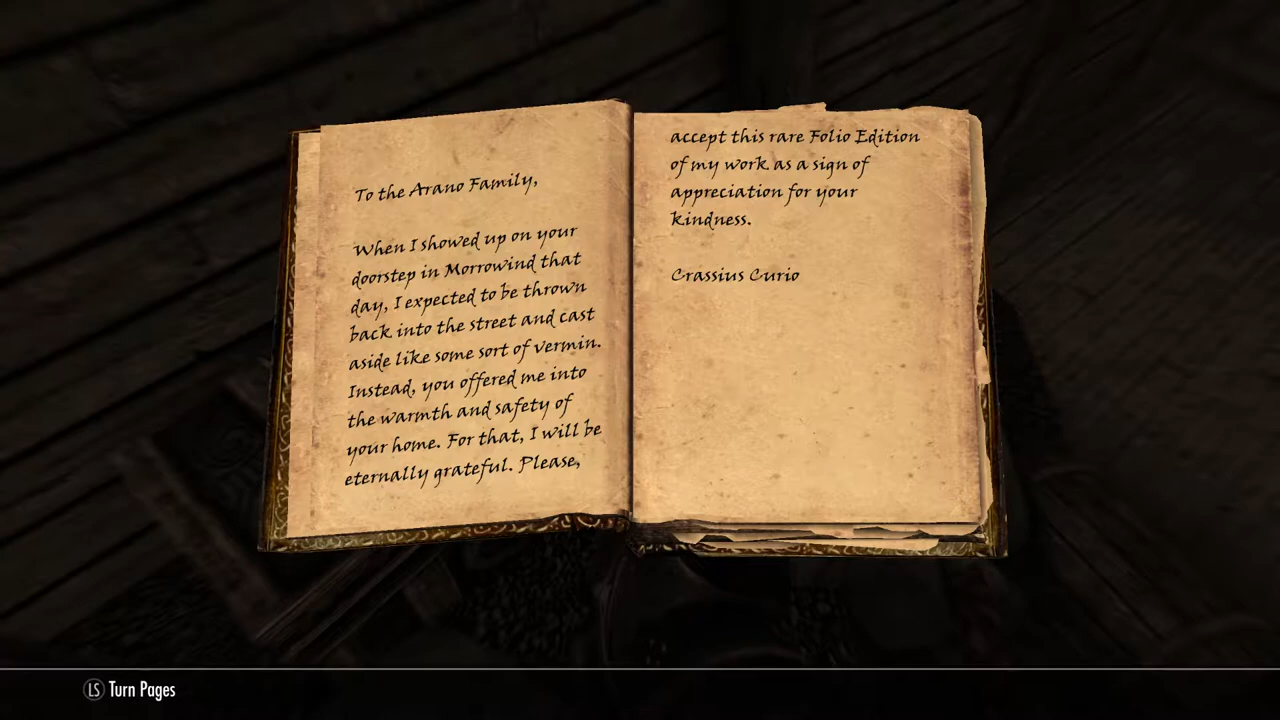 To the Arano Family,
When I showed up on your
doorstep in Morrowind that
day, I expected to be thrown
back into the street and cast
aside like some sort of vermin.
Instead, you offered me into
the warmth and safety of
your home. For that, I will be
eternally grateful. Please,
accept this rare Folio Edition
of my work as a sign of
appreciation for your
kindness.
Crassius Curio
LS Turn Pages